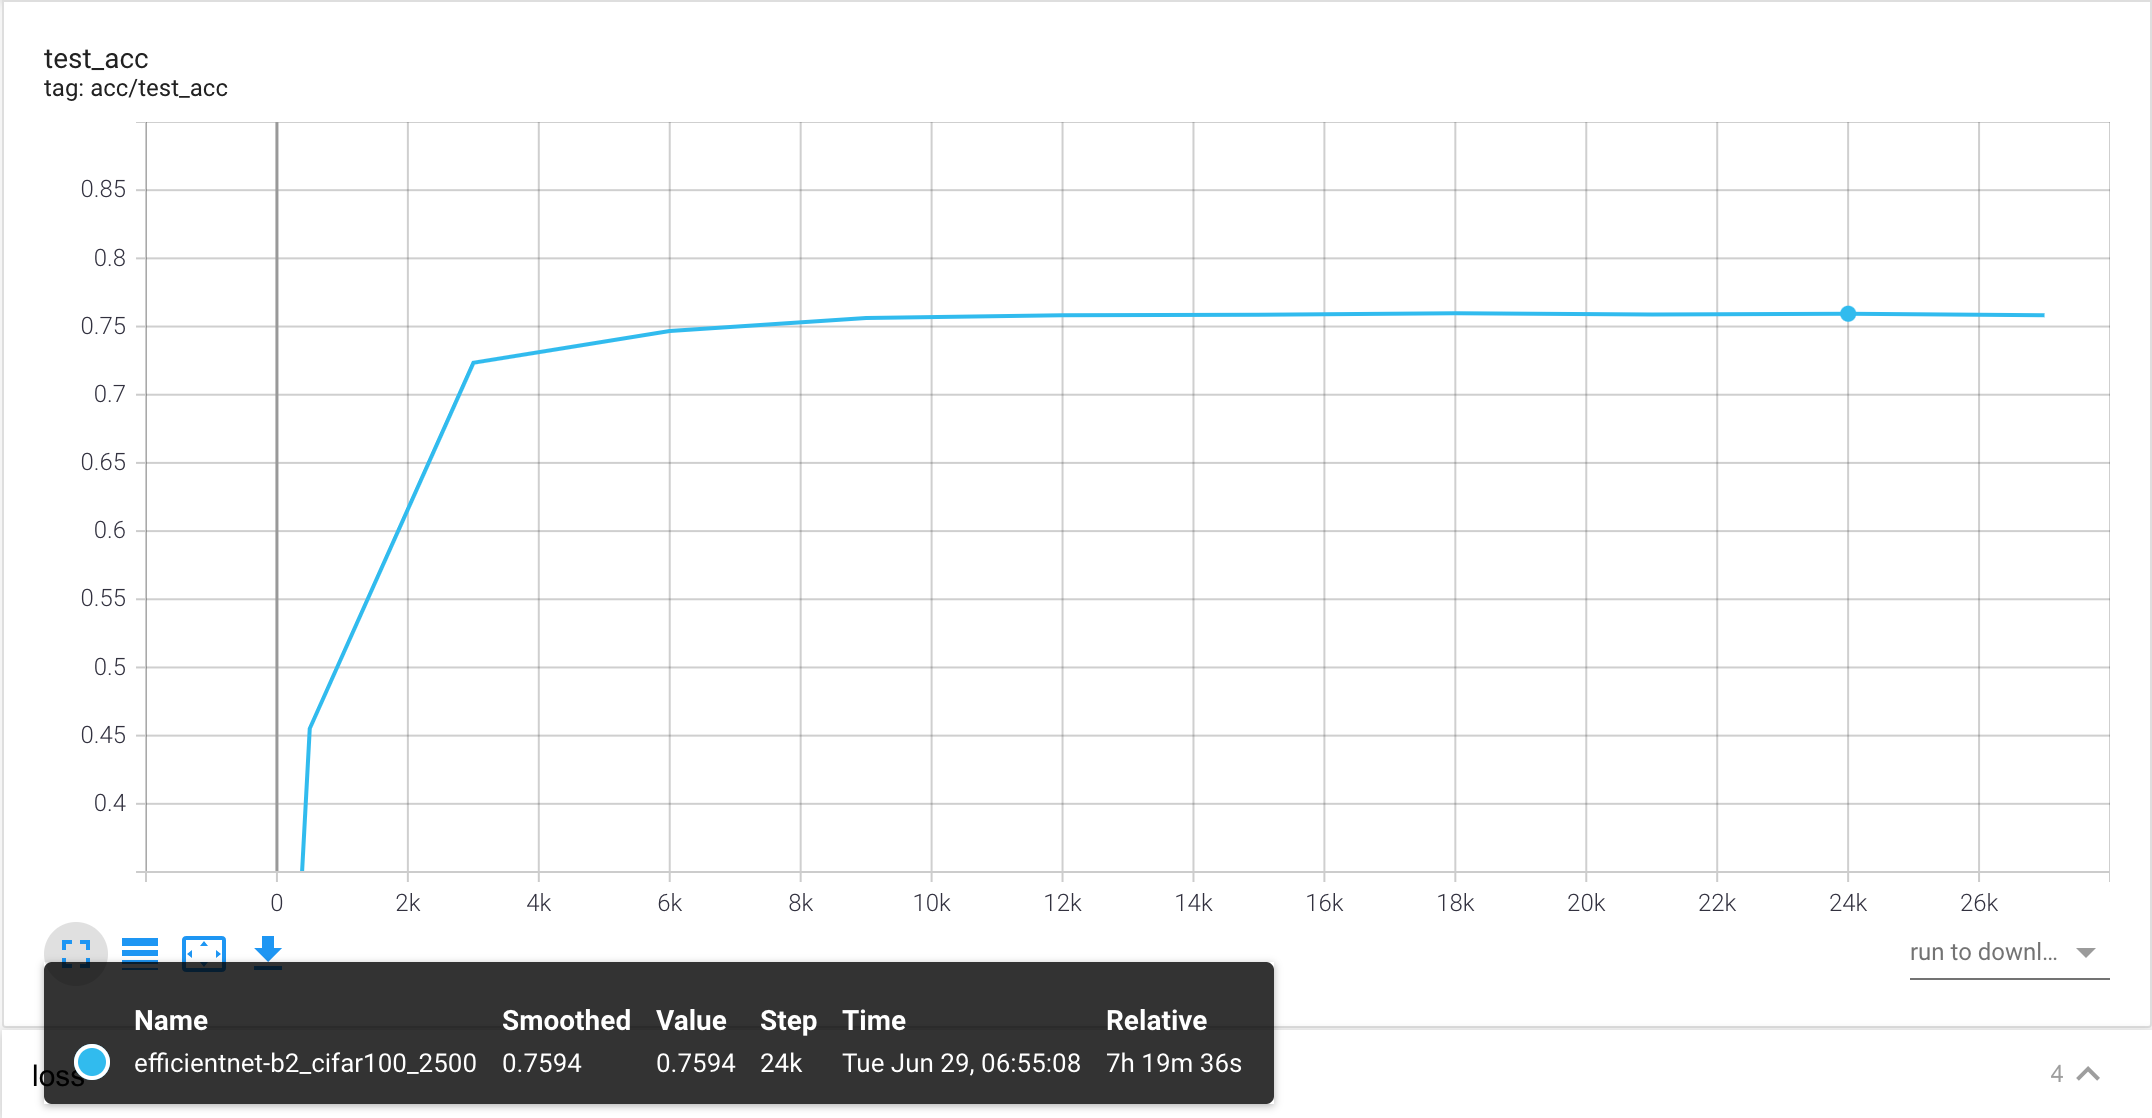 test_acc
tag: acc/test_acc
0.85
0.8
0.75
0.7
0.65
0.6
0.55
0.5
0.45
0.4
0 2k 4k 6k 8k 10k 12k 14k 16k 18k 20k 22k 24k 26k
run to downl...
Name Smoothed Value Step Time Relative
efficientnet-b2_cifar100_2500 0.7594 0.7594 24k Tue Jun 29, 06:55:08 7h 19m 36s
loss 4